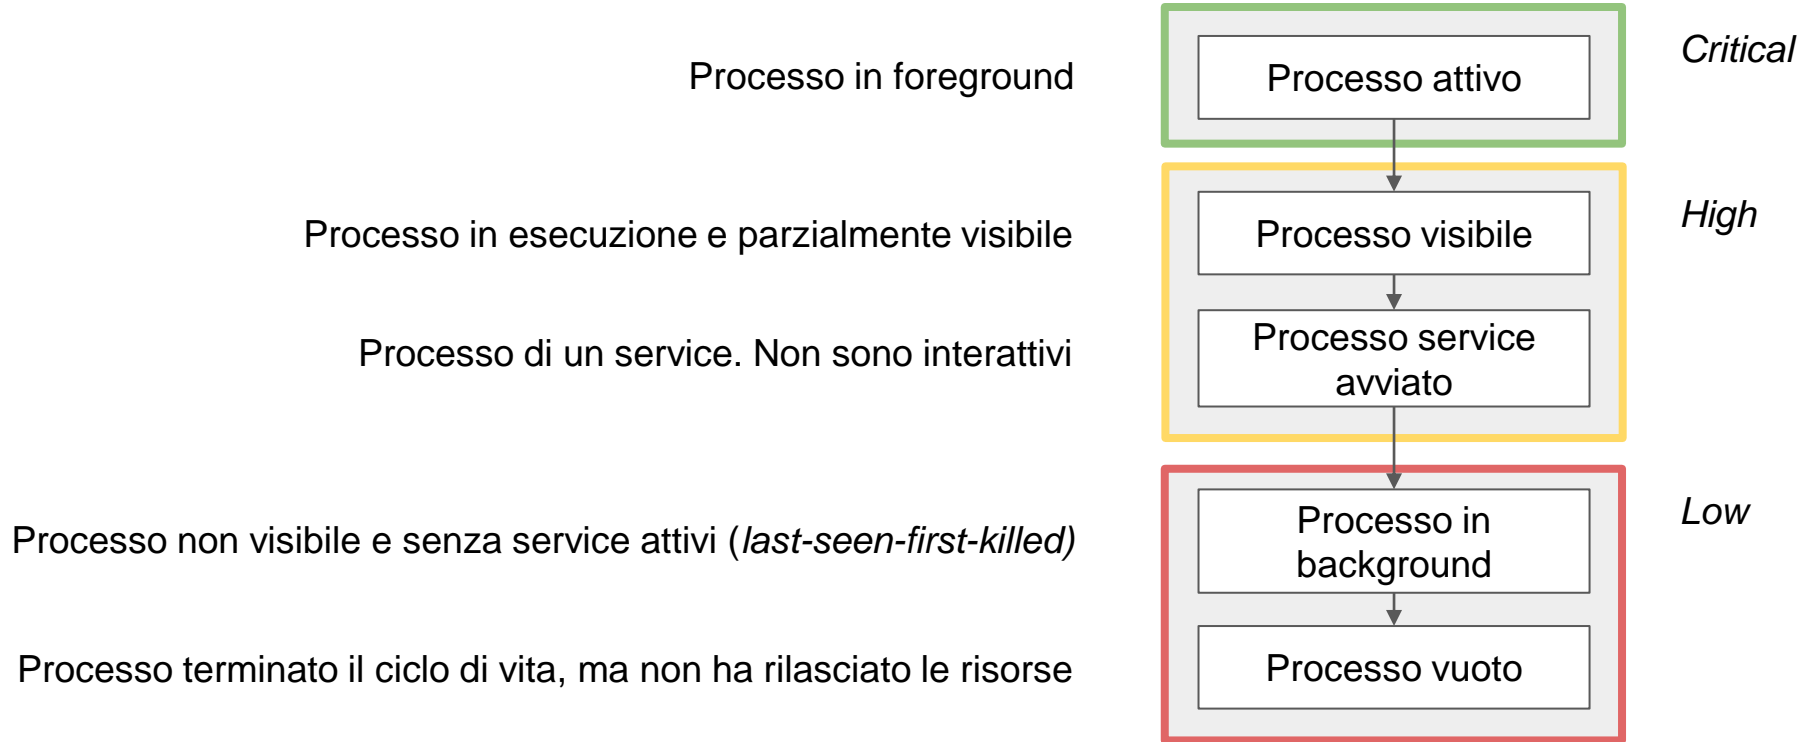 Processo in foreground
Processo attivo
Critical
Processo in esecuzione e parzialmente visibile
Processo visibile
High
Processo di un service. Non sono interattivi
Processo service
avviato
Processo non visibile e senza service attivi (last-seen-first-killed)
Processo in
background
Low
Processo terminato il ciclo di vita, ma non ha rilasciato le risorse
Processo vuoto